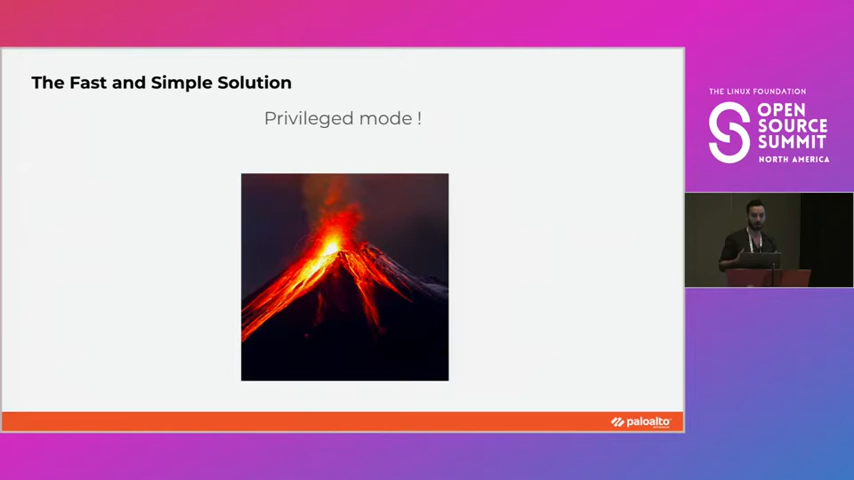 The Fast and Simple Solution
Privileged mode !
paloalto
THE LINUX FOUNDATION
OPEN
SOURCE
SUMMIT
NORTH AMERICA